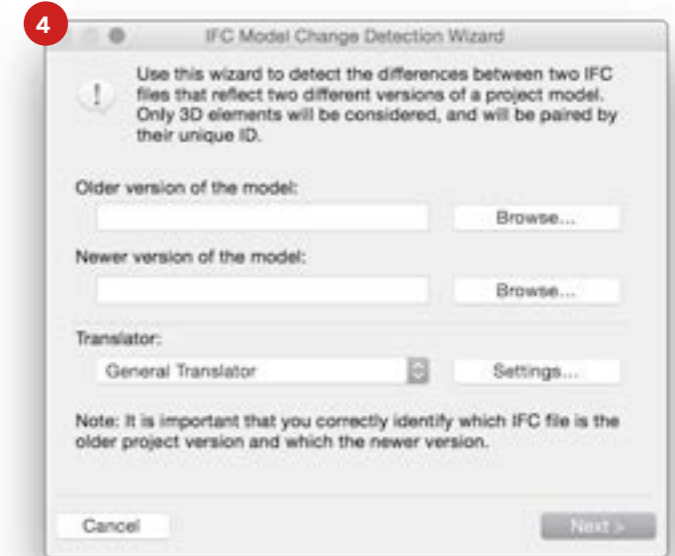 4
IFC Model Change Detection Wizard
Use this wizard to detect the differences between two IFC
files that reflect two different versions of a project model.
Only 3D elements will be considered, and will be paired by
their unique ID.
Older version of the model:
Browse...
Newer version of the model:
Browse...
Translator:
General Translator
Settings...
Note: It is important that you correctly identify which IFC file is the
older project version and which the newer version.
Cancel
Next >